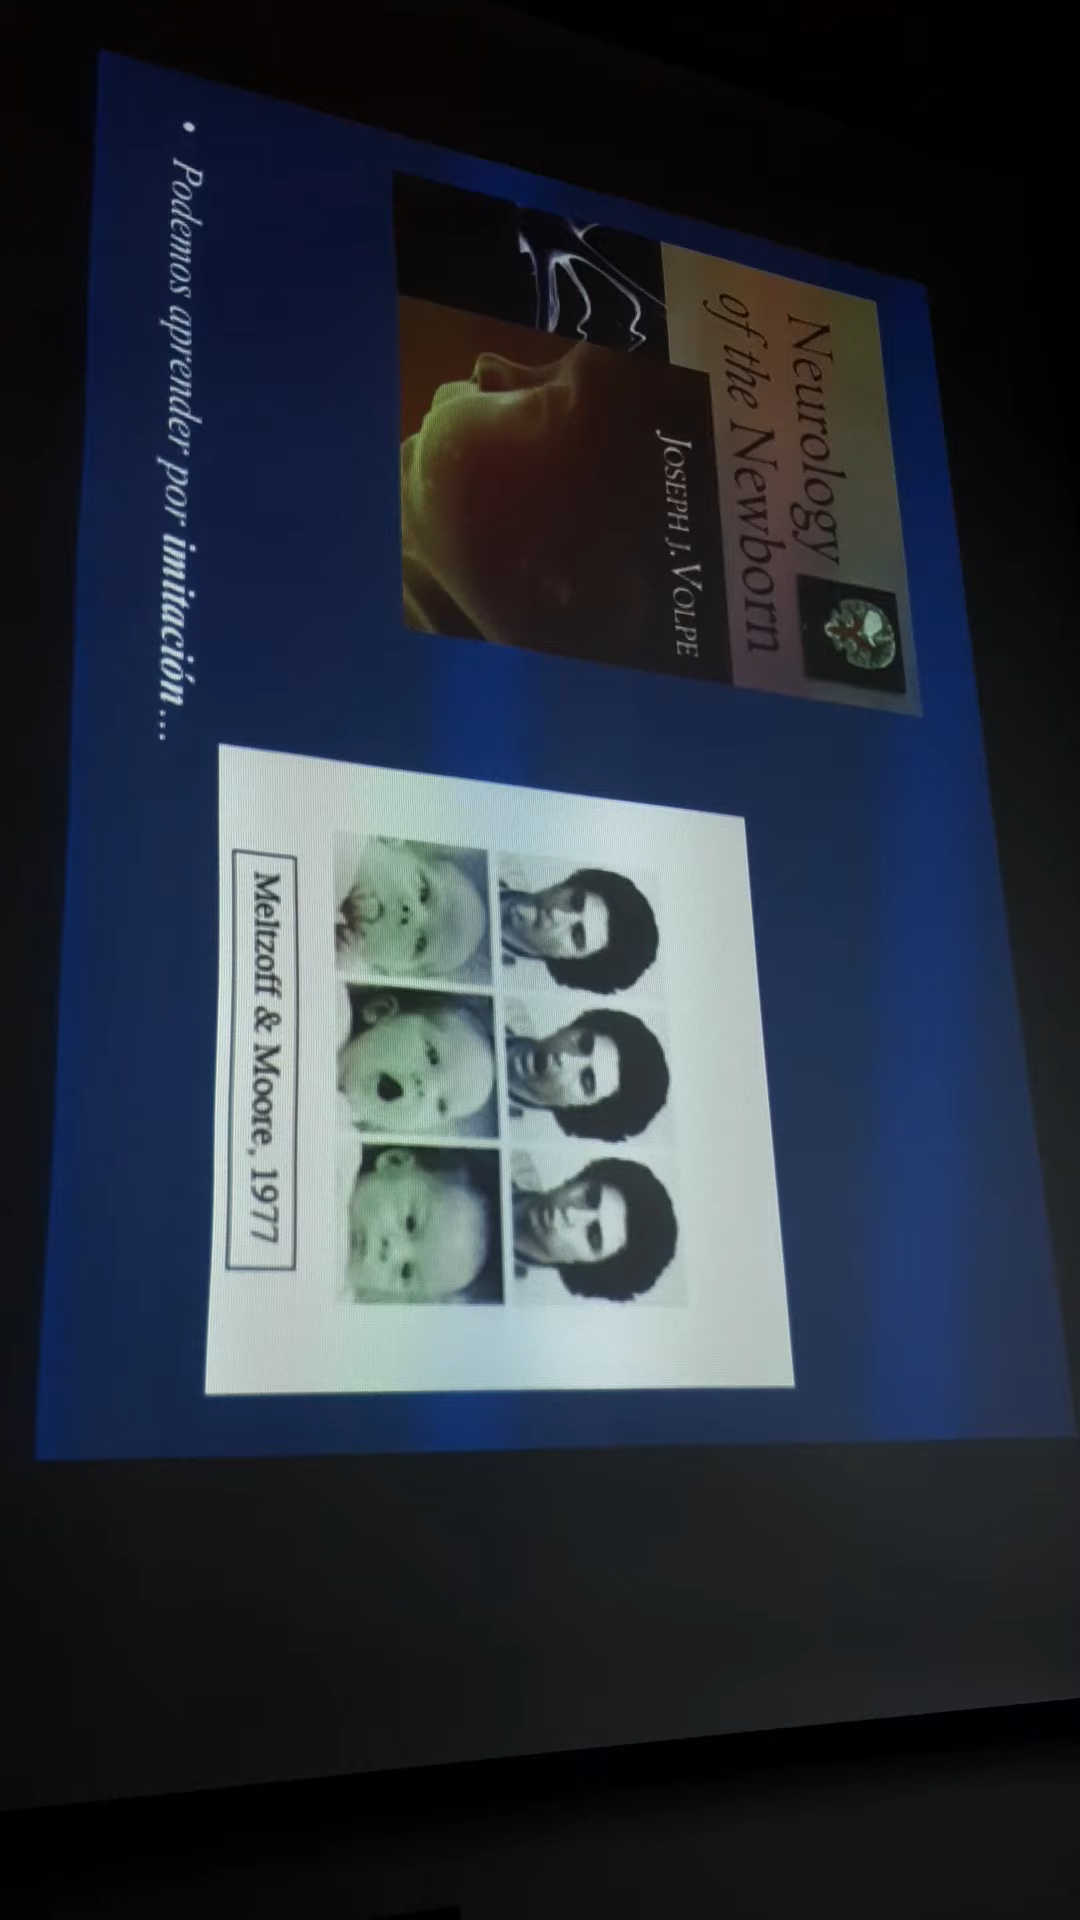 Neurology
of the Newborn
JOSEPH J. VOLPE
Meltzoff & Moore, 1977
• Podemos aprender por imitación...